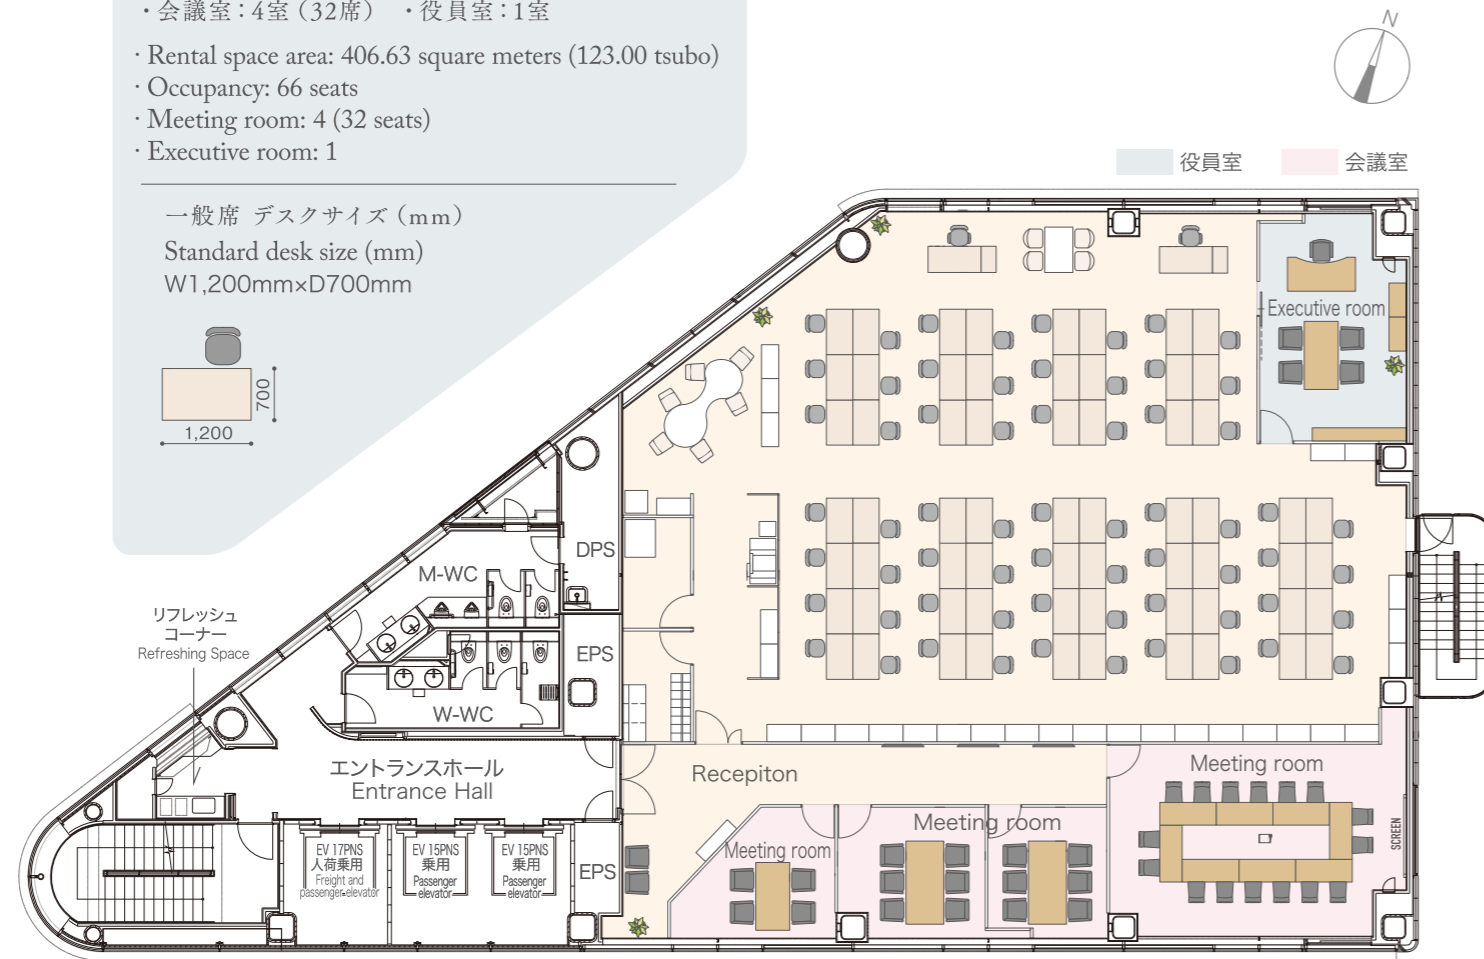 ・会議室：4室（32席）　・役員室：1室
· Rental space area: 406.63 square meters (123.00 tsubo)
· Occupancy: 66 seats
· Meeting room: 4 (32 seats)
· Executive room: 1
一般席 デスクサイズ（mm）
Standard desk size (mm)
W1,200mm×D700mm
700
1,200
N
役員室
会議室
Executive room
DPS
M-WC
リフレッシュ
コーナー
Refreshing Space
EPS
W-WC
エントランスホール
Entrance Hall
Recepiton
Meeting room
Meeting room
Meeting room
SCREEN
EV 17PNS
人荷乗用
Freight and
passenger elevator
EV 15PNS
乗用
Passenger
elevator
EV 15PNS
乗用
Passenger
elevator
EPS